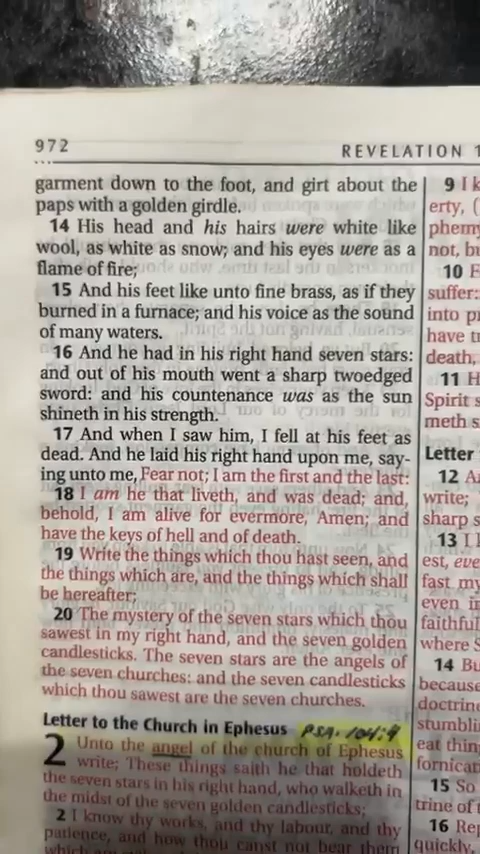 972
REVELATION 1
garment down to the foot, and girt about the
paps with a golden girdle.
14 His head and his hairs were white like
wool, as white as snow; and his eyes were as a
flame of fire;
15 And his feet like unto fine brass, as if they
burned in a furnace; and his voice as the sound
of many waters.
16 And he had in his right hand seven stars:
and out of his mouth went a sharp twoedged
sword: and his countenance was as the sun
shineth in his strength.
17 And when I saw him, I fell at his feet as
dead. And he laid his right hand upon me, say-
ing unto me, Fear not; I am the first and the last:
18 I am he that liveth, and was dead; and,
behold, I am alive for evermore, Amen; and
have the keys of hell and of death.
19 Write the things which thou hast seen, and
the things which are, and the things which shall
be hereafter;
20 The mystery of the seven stars which thou
sawest in my right hand, and the seven golden
candlesticks. The seven stars are the angels of
the seven churches: and the seven candlesticks
which thou sawest are the seven churches.
Letter to the Church in Ephesus PSA. 104:4
2 Unto the angel of the church of Ephesus
write; These things saith he that holdeth
the seven stars in his right hand, who walketh in
the midst of the seven golden candlesticks;
2 I know thy works, and thy labour, and thy
patience, and how thou canst not bear them
which are
9 I k
erty, (
phem
not, bu
10 F
suffer:
into pr
have tr
death,
11 H
Spirit s
meth s
Letter
12 A
write;
sharp s
13 I k
est, eve
fast my
even in
faithful
where S
14 Bu
because
doctrine
stumbli
eat thin
fornicat
15 So
trine of t
16 Rep
quickly,